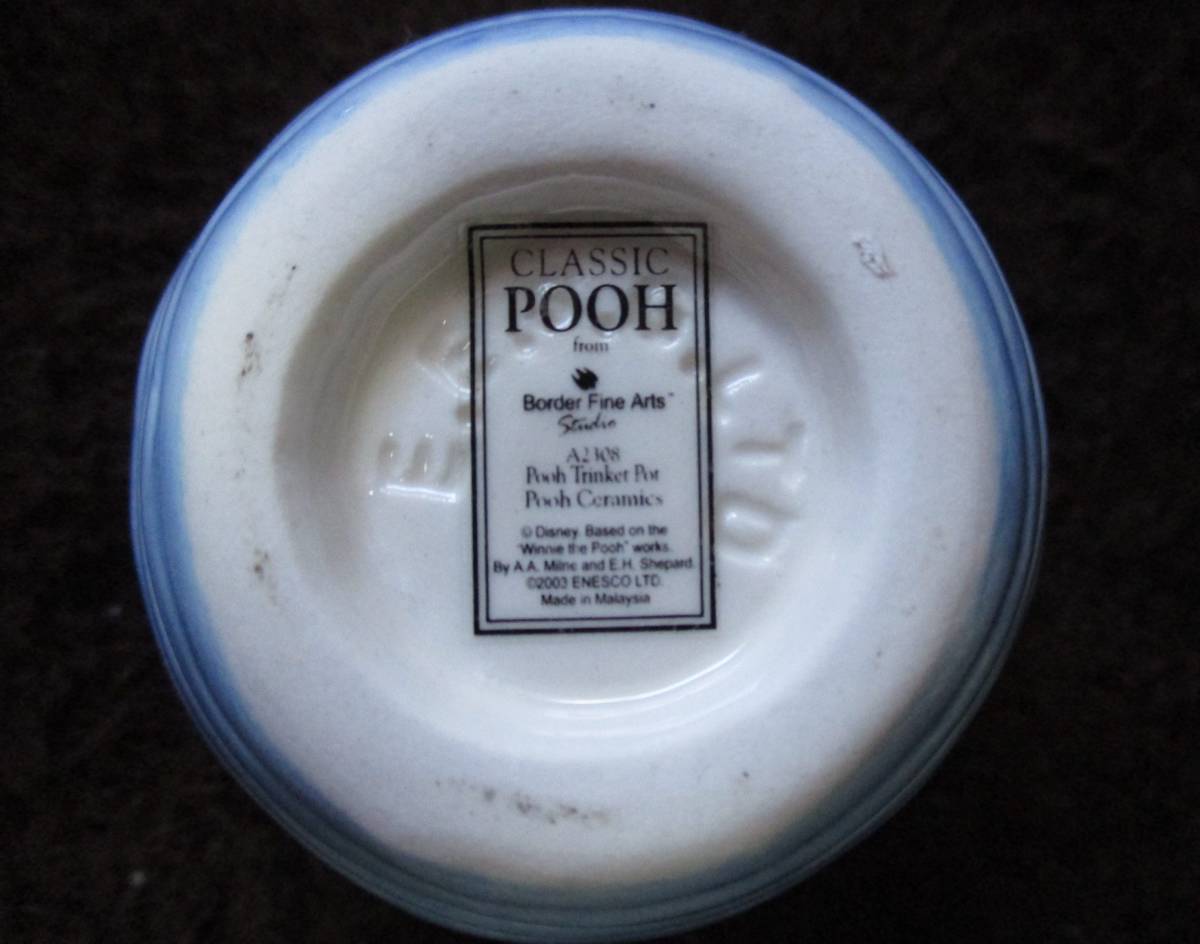 CLASSIC
POOH
from
Border Fine Arts™
Studio
A2308
Pooh Trinket Pot
Pooh Ceramics
© Disney. Based on the
"Winnie the Pooh" works.
By A.A. Milne and E.H. Shepard.
©2003 ENESCO LTD.
Made in Malaysia